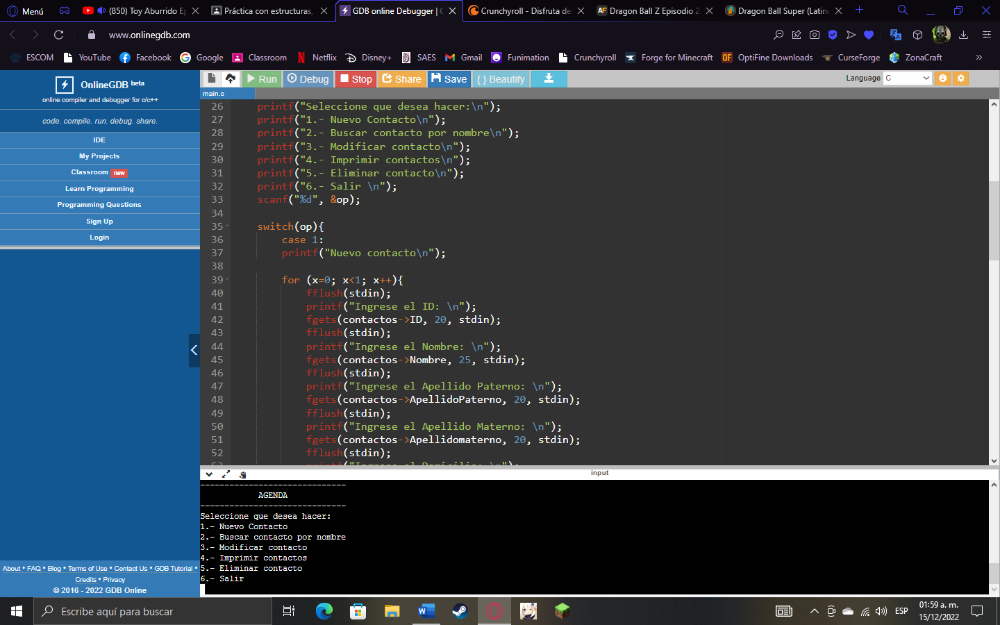 Menú
(850) Toy Aburrido Ep
Práctica con estructuras,
GDB online Debugger | C
Crunchyroll - Disfruta de
Dragon Ball Z Episodio 2
Dragon Ball Super (Latino
www.onlinegdb.com
ESCOM YouTube Facebook Google Classroom Netflix Disney+ SAES Gmail Funimation Crunchyroll Forge for Minecraft OptiFine Downloads CurseForge ZonaCraft »
OnlineGDB beta
online compiler and debugger for c/c++
code. compile. run. debug. share.
IDE
My Projects
Classroom new
Learn Programming
Programming Questions
Sign Up
Login
About • FAQ • Blog • Terms of Use • Contact Us • GDB Tutorial •
Credits • Privacy
© 2016 - 2022 GDB Online
Run Debug Stop Share Save { } Beautify
Language C
main.c
26 printf("Seleccione que desea hacer:\n");
27 printf("1.- Nuevo Contacto\n");
28 printf("2.- Buscar contacto por nombre\n");
29 printf("3.- Modificar contacto\n");
30 printf("4.- Imprimir contactos\n");
31 printf("5.- Eliminar contacto\n");
32 printf("6.- Salir \n");
33 scanf("%d", &op);
34
35 switch(op){
36 case 1:
37 printf("Nuevo contacto\n");
38
39 for (x=0; x<1; x++){
40 fflush(stdin);
41 printf("Ingrese el ID: \n");
42 fgets(contactos->ID, 20, stdin);
43 fflush(stdin);
44 printf("Ingrese el Nombre: \n");
45 fgets(contactos->Nombre, 25, stdin);
46 fflush(stdin);
47 printf("Ingrese el Apellido Paterno: \n");
48 fgets(contactos->ApellidoPaterno, 20, stdin);
49 fflush(stdin);
50 printf("Ingrese el Apellido Materno: \n");
51 fgets(contactos->Apellidomaterno, 20, stdin);
52 fflush(stdin);
53 printf("Ingrese el Domicilio: \n");
input
------------------------------
AGENDA
------------------------------
Seleccione que desea hacer:
1.- Nuevo Contacto
2.- Buscar contacto por nombre
3.- Modificar contacto
4.- Imprimir contactos
5.- Eliminar contacto
6.- Salir
Escribe aquí para buscar
ESP
01:59 a. m.
15/12/2022